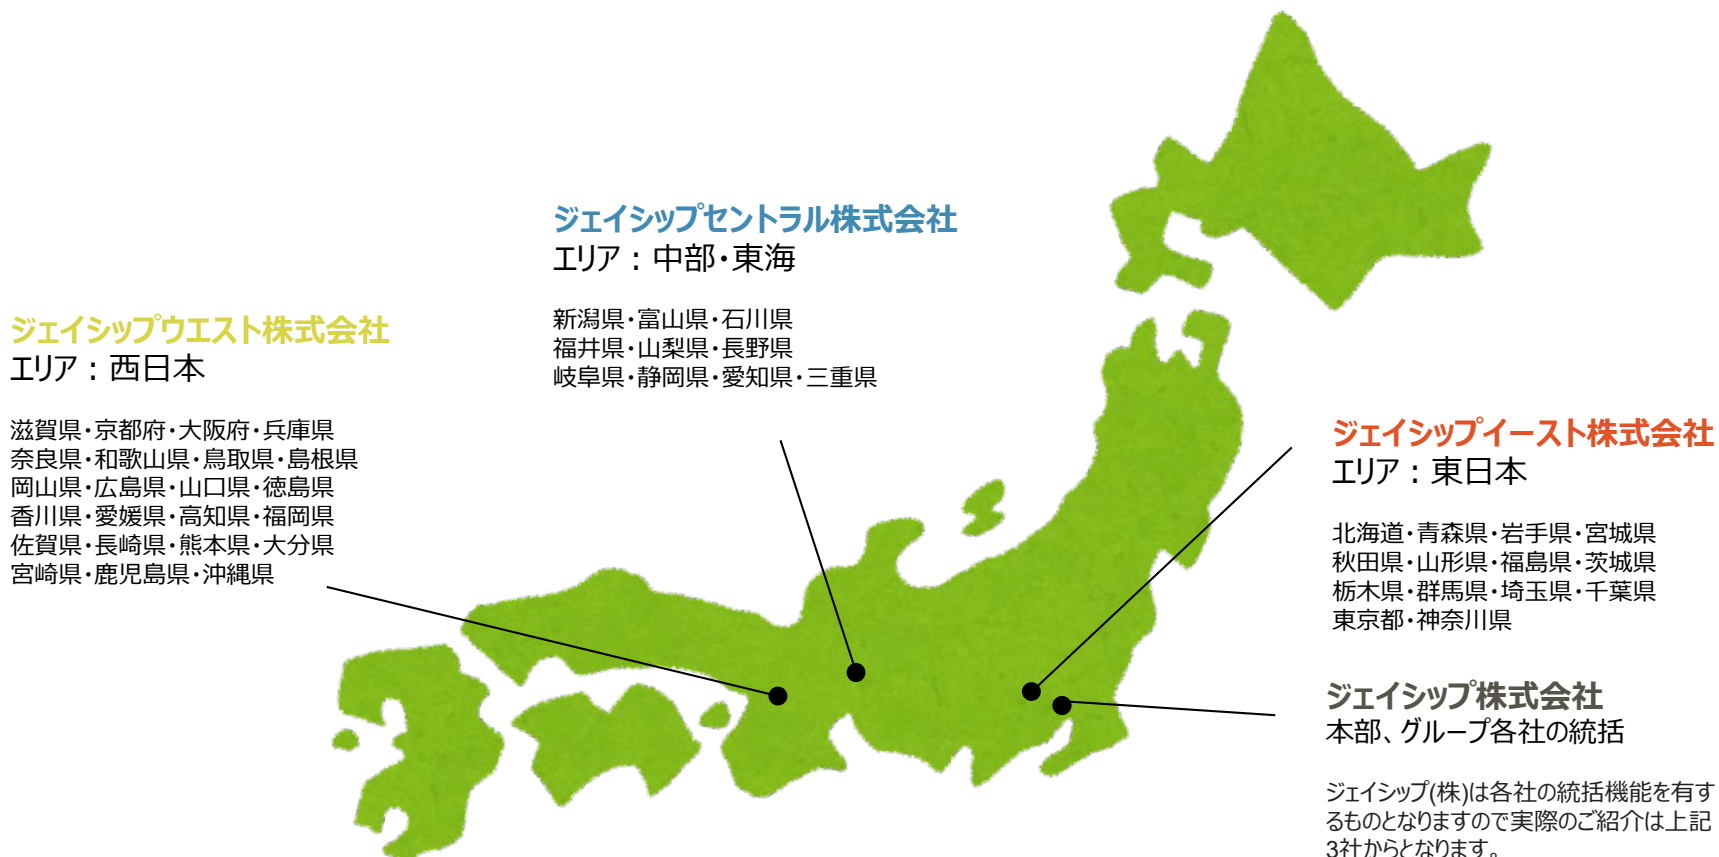 ジェイシップセントラル株式会社
エリア：中部・東海
新潟県・富山県・石川県
福井県・山梨県・長野県
岐阜県・静岡県・愛知県・三重県
ジェイシップウエスト株式会社
エリア：西日本
滋賀県・京都府・大阪府・兵庫県
奈良県・和歌山県・鳥取県・島根県
岡山県・広島県・山口県・徳島県
香川県・愛媛県・高知県・福岡県
佐賀県・長崎県・熊本県・大分県
宮崎県・鹿児島県・沖縄県
ジェイシップイースト株式会社
エリア：東日本
北海道・青森県・岩手県・宮城県
秋田県・山形県・福島県・茨城県
栃木県・群馬県・埼玉県・千葉県
東京都・神奈川県
ジェイシップ株式会社
本部、グループ各社の統括
ジェイシップ(株)は各社の統括機能を有す
るものとなりますので実際のご紹介は上記
3社からとなります。